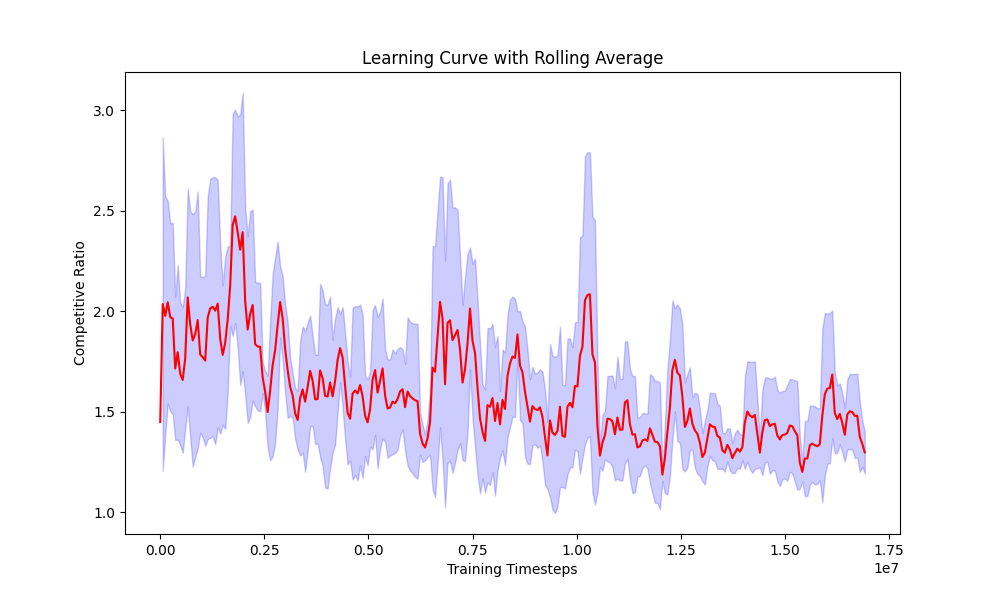 Learning Curve with Rolling Average
Competitive Ratio
3.0
2.5
2.0
1.5
1.0
0.00 0.25 0.50 0.75 1.00 1.25 1.50 1.75
1e7
Training Timesteps